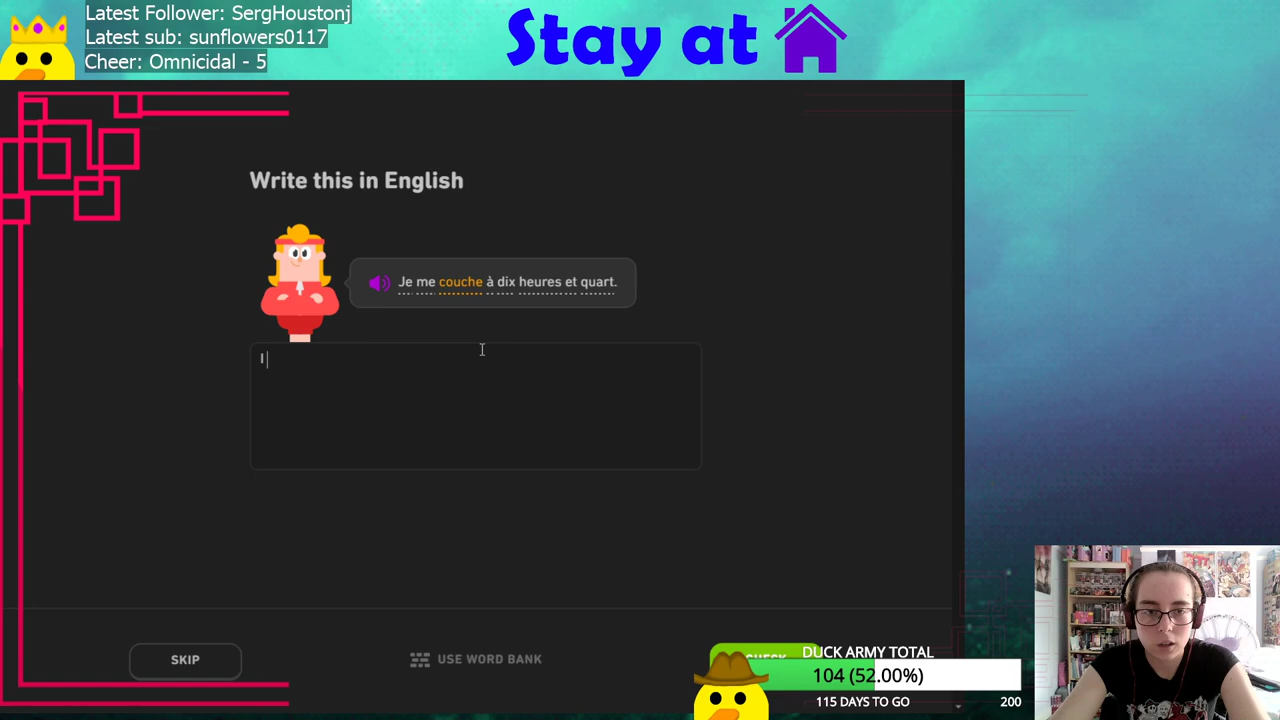 Latest Follower: SergHoustonj
Latest sub: sunflowers0117
Cheer: Omnicidal - 5
Stay at
Write this in English
Je me couche à dix heures et quart.
I
SKIP
USE WORD BANK
CHECK
DUCK ARMY TOTAL
104 (52.00%)
115 DAYS TO GO
200